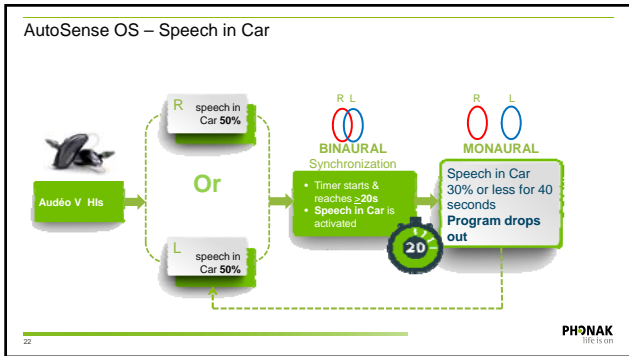 AutoSense OS – Speech in Car
R speech in
Car 50%
Or
L speech in
Car 50%
Audéo V HIs
R L
BINAURAL
Synchronization
• Timer starts &
reaches >20s
• Speech in Car is
activated
20
R L
MONAURAL
Speech in Car
30% or less for 40
seconds
Program drops
out
22
PHONAK
life is on